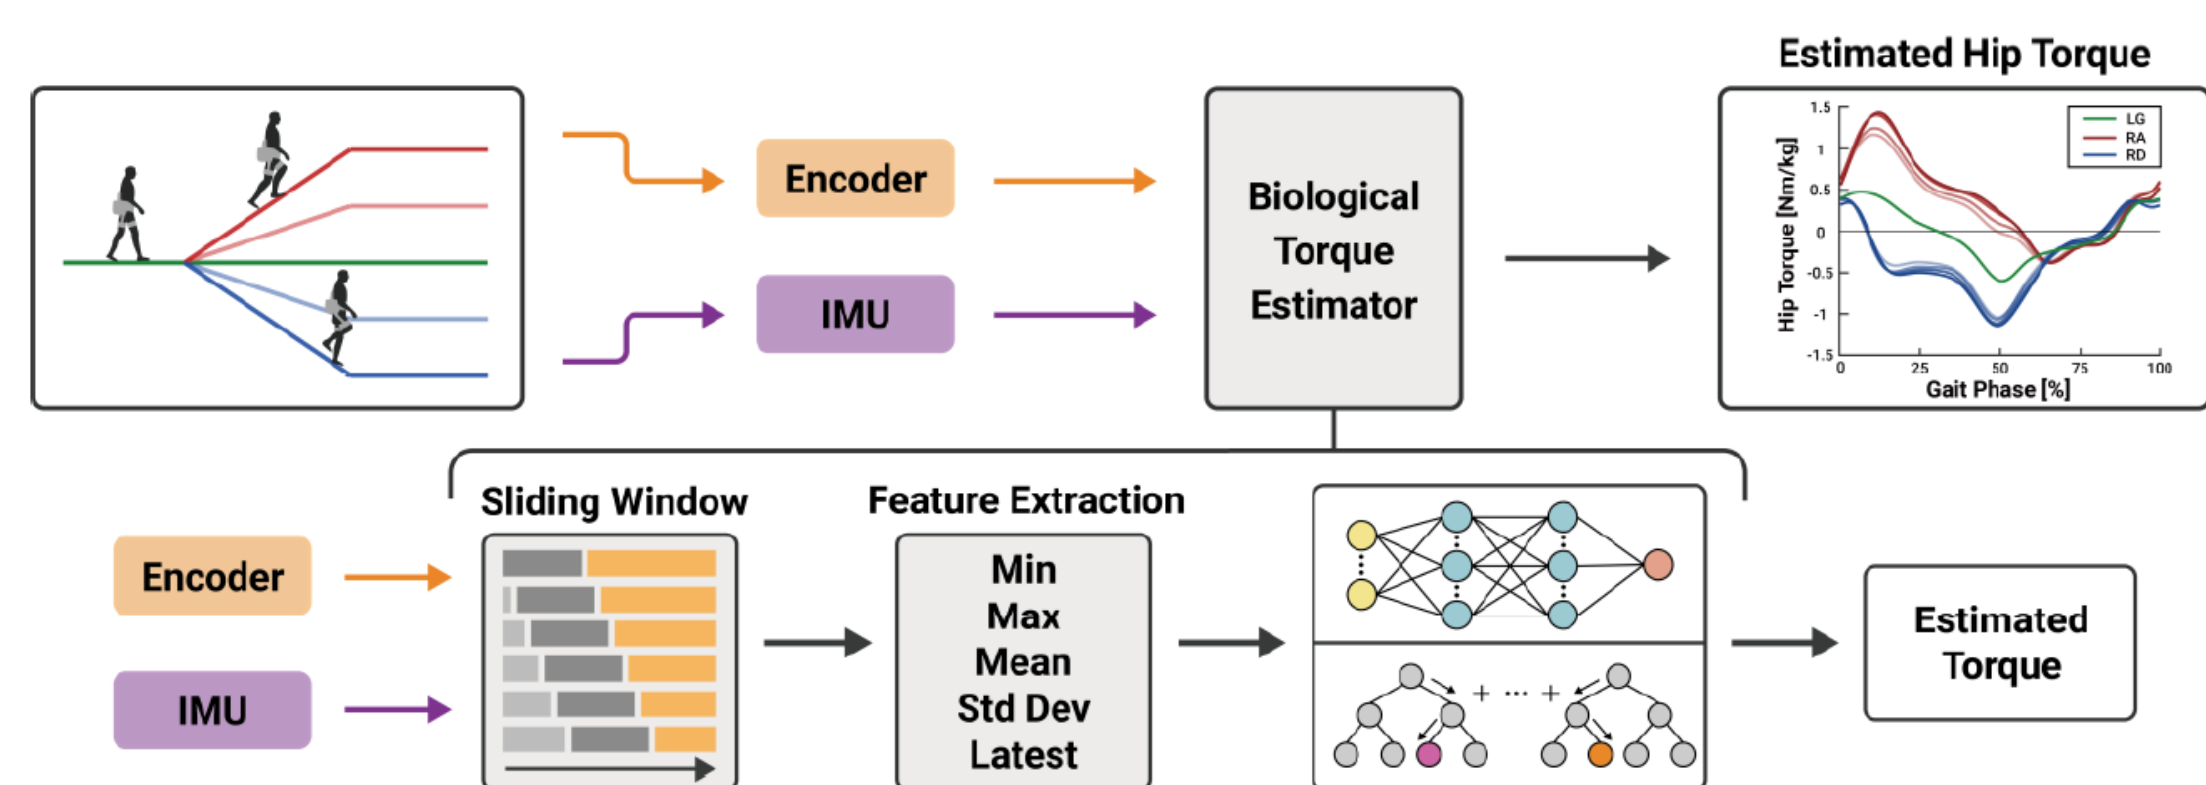 Estimated Hip Torque
Encoder
IMU
Biological
Torque
Estimator
Hip Torque [Nm/kg]
1.5
1
0.5
0
-0.5
-1
-1.5
LG
RA
RD
0 25 50 75 100
Gait Phase [%]
Sliding Window
Feature Extraction
Encoder
IMU
Min
Max
Mean
Std Dev
Latest
+ ... +
Estimated
Torque